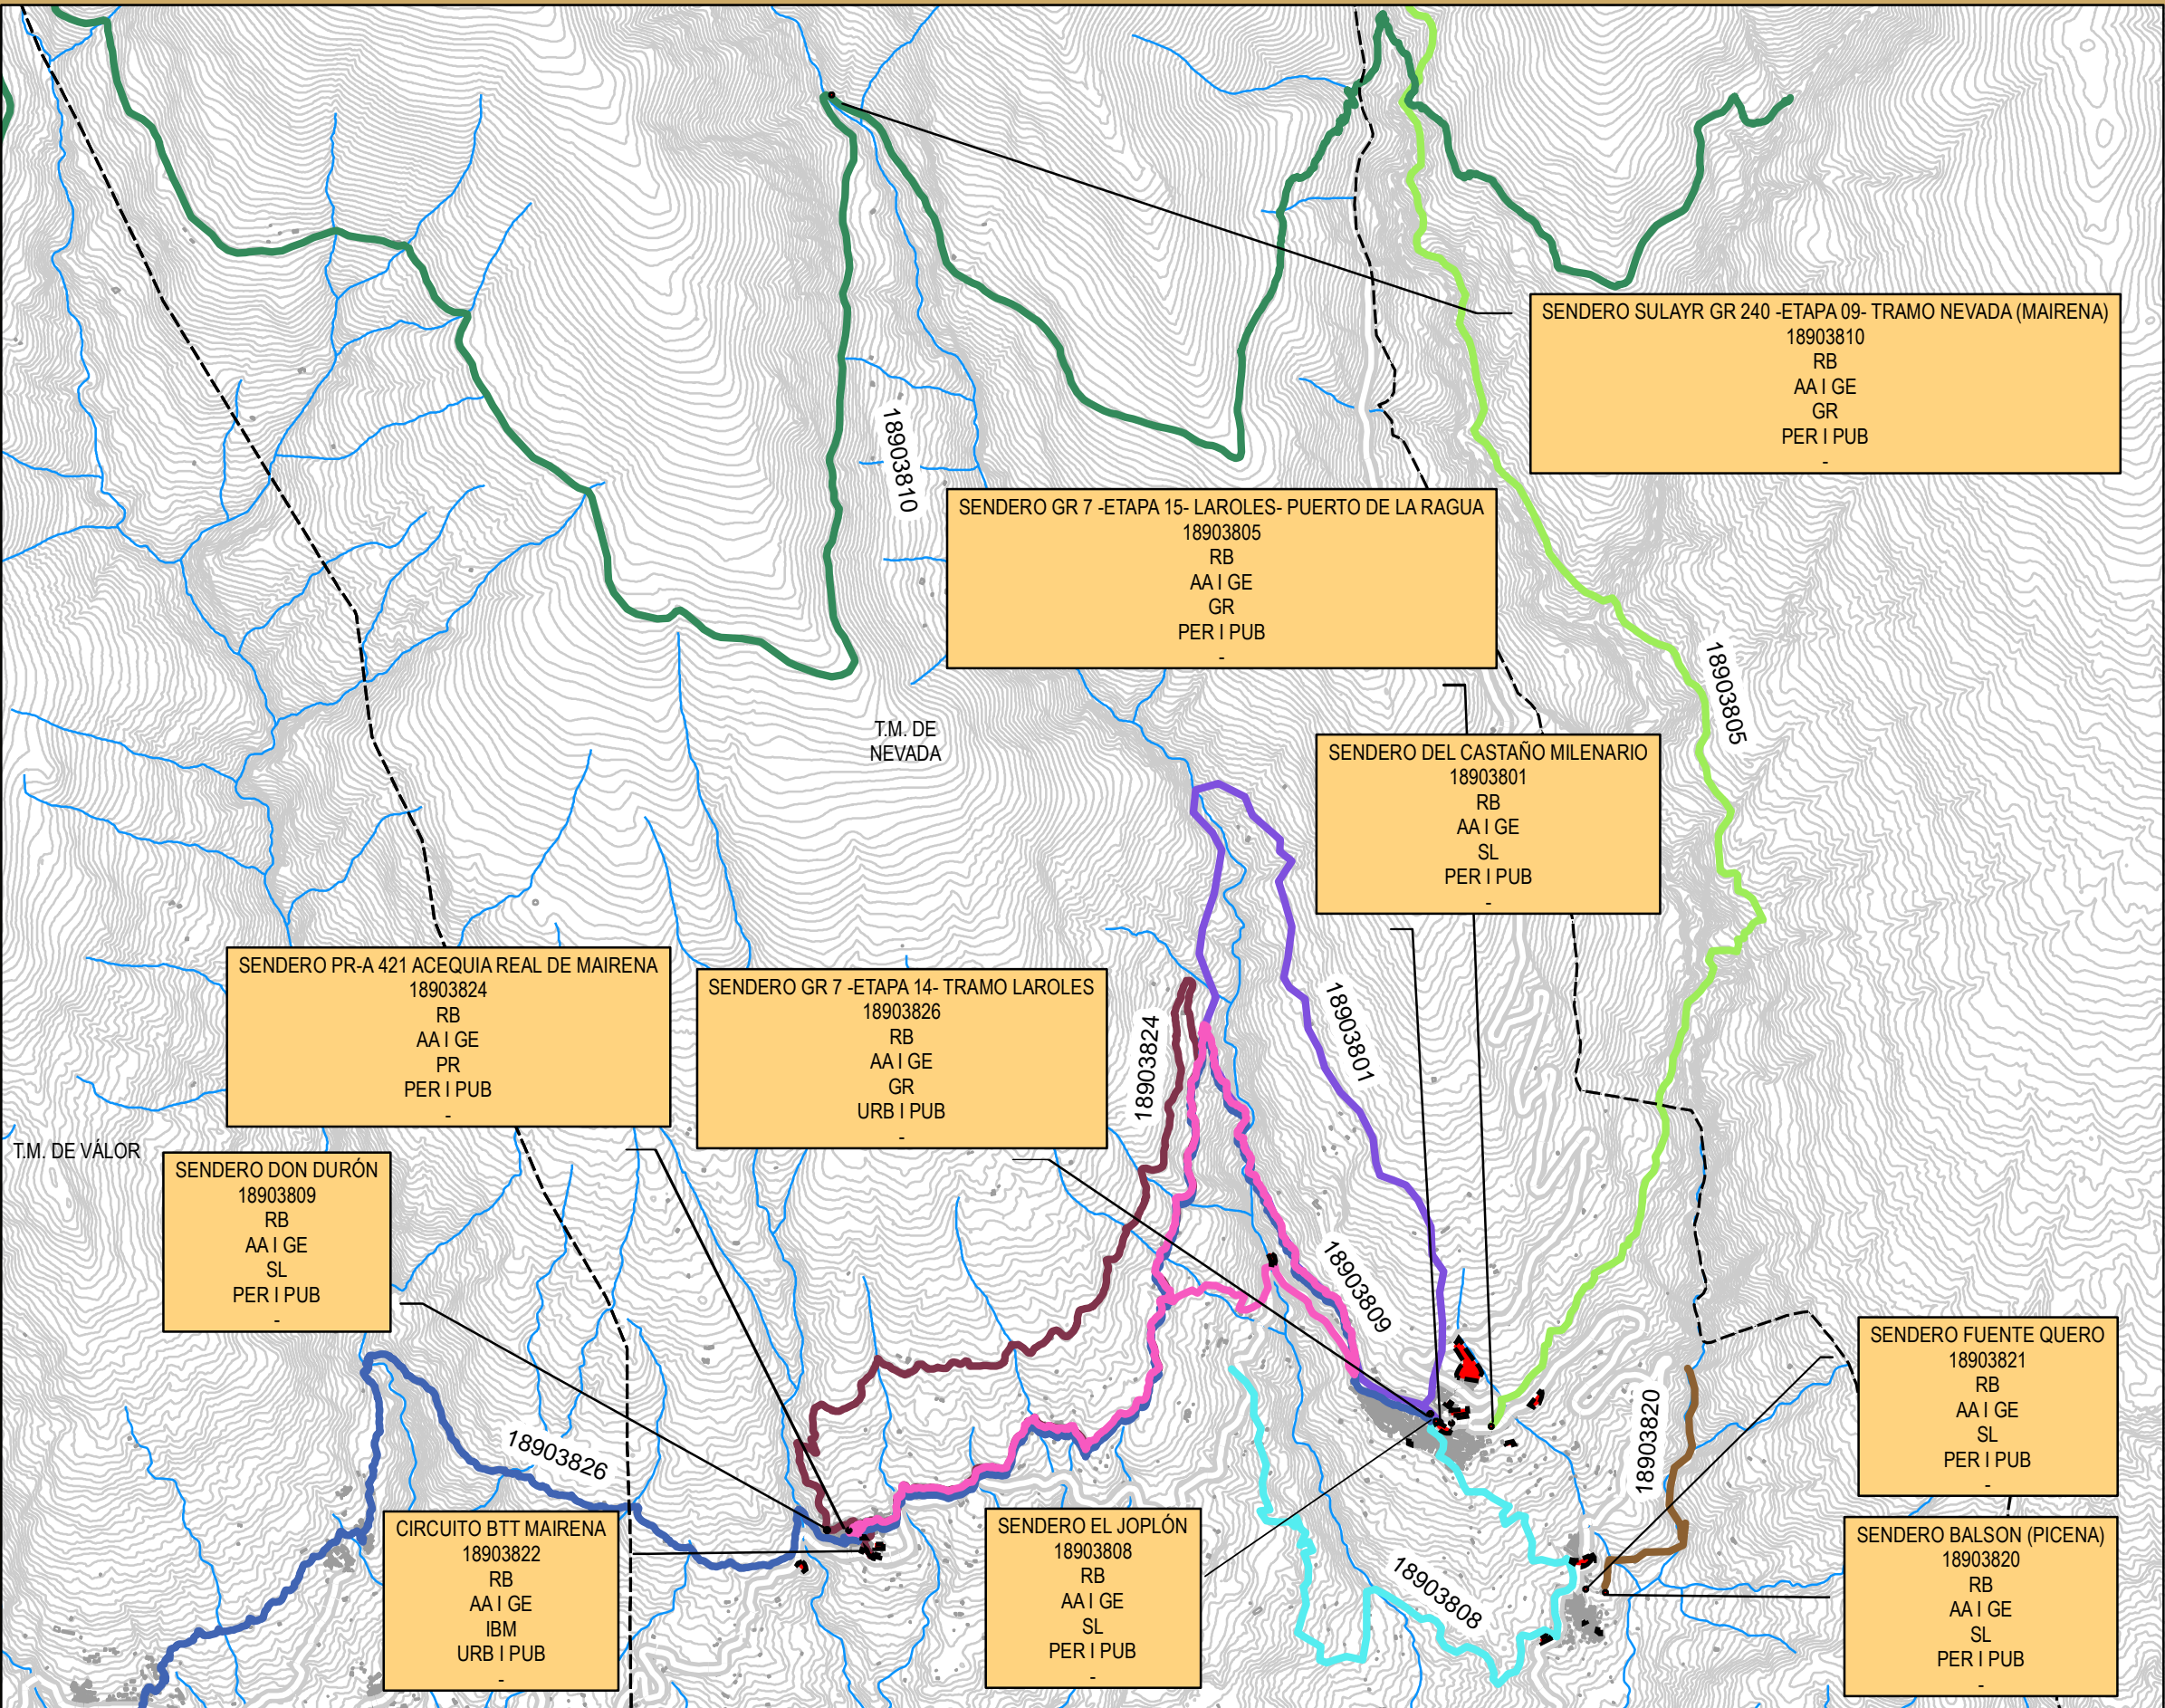 SENDERO SULAYR GR 240 -ETAPA 09- TRAMO NEVADA (MAIRENA)
18903810
RB
AA I GE
GR
PER I PUB
-
18903810
SENDERO GR 7 -ETAPA 15- LAROLES- PUERTO DE LA RAGUA
18903805
RB
AA I GE
GR
PER I PUB
-
18903805
T.M. DE
NEVADA
SENDERO DEL CASTAÑO MILENARIO
18903801
RB
AA I GE
SL
PER I PUB
-
SENDERO PR-A 421 ACEQUIA REAL DE MAIRENA
18903824
RB
AA I GE
PR
PER I PUB
-
SENDERO GR 7 -ETAPA 14- TRAMO LAROLES
18903826
RB
AA I GE
GR
URB I PUB
-
18903824
18903801
T.M. DE VÁLOR
SENDERO DON DURÓN
18903809
RB
AA I GE
SL
PER I PUB
-
18903809
SENDERO FUENTE QUERO
18903821
RB
AA I GE
SL
PER I PUB
-
18903820
18903826
CIRCUITO BTT MAIRENA
18903822
RB
AA I GE
IBM
URB I PUB
-
SENDERO EL JOPLÓN
18903808
RB
AA I GE
SL
PER I PUB
-
18903808
SENDERO BALSON (PICENA)
18903820
RB
AA I GE
SL
PER I PUB
-